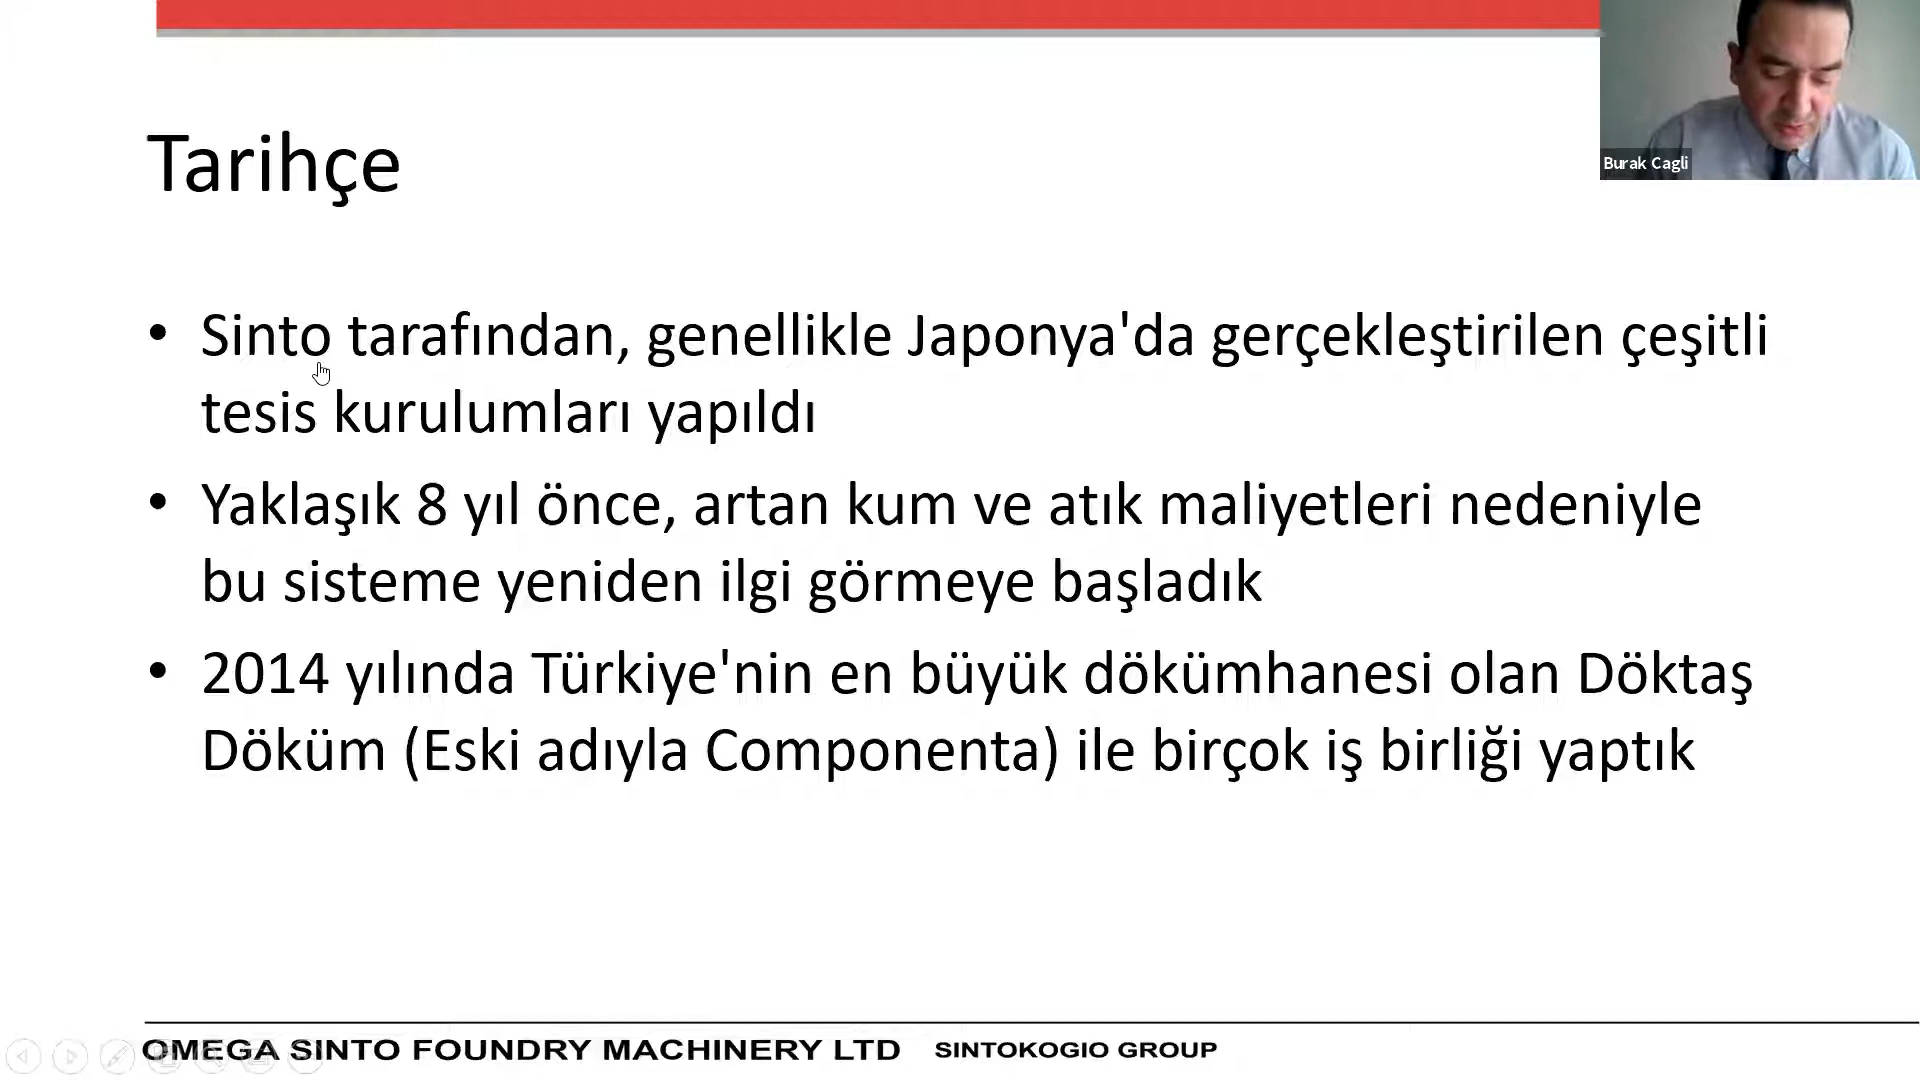 Burak Cagli
Tarihçe
• Sinto tarafından, genellikle Japonya'da gerçekleştirilen çeşitli
tesis kurulumları yapıldı
• Yaklaşık 8 yıl önce, artan kum ve atık maliyetleri nedeniyle
bu sisteme yeniden ilgi görmeye başladık
• 2014 yılında Türkiye'nin en büyük dökümhanesi olan Döktaş
Döküm (Eski adıyla Componenta) ile birçok iş birliği yaptık
OMEGA SINTO FOUNDRY MACHINERY LTD SINTOKOGIO GROUP